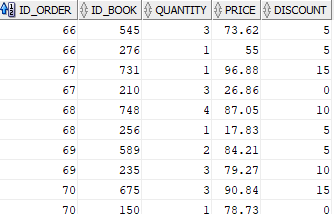 ID_ORDER ID_BOOK QUANTITY PRICE DISCOUNT
66 545 3 73.62 5
66 276 1 55 5
67 731 1 96.88 15
67 210 3 26.86 0
68 748 4 87.05 10
68 256 1 17.83 5
69 589 2 84.21 5
69 235 3 79.27 10
70 675 3 90.84 15
70 150 1 78.73 0